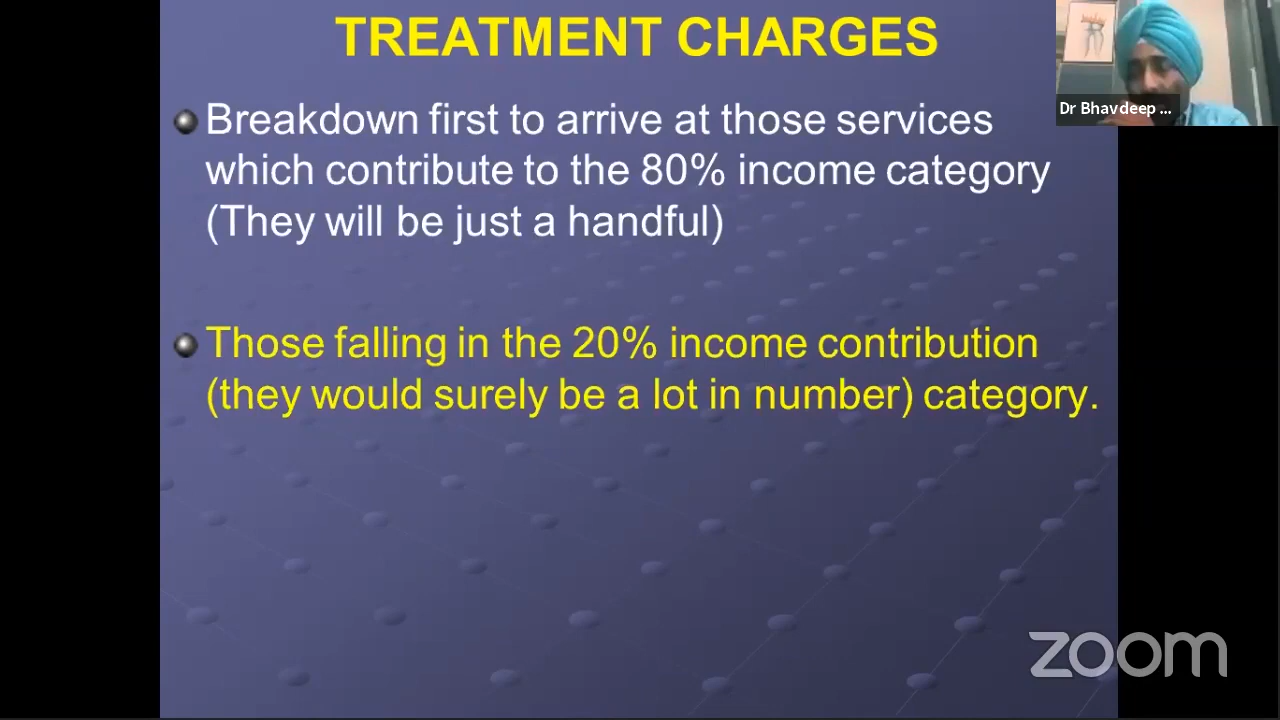 TREATMENT CHARGES
Breakdown first to arrive at those services
which contribute to the 80% income category
(They will be just a handful)
Those falling in the 20% income contribution
(they would surely be a lot in number) category.
Dr Bhavdeep ...
zoom